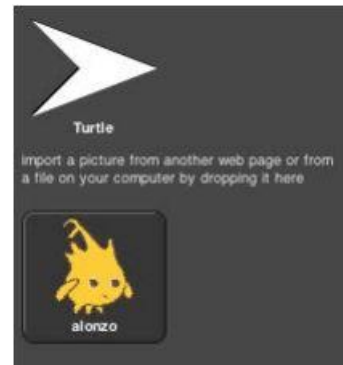 Turtle
import a picture from another web page or from
a file on your computer by dropping it here
alonzo